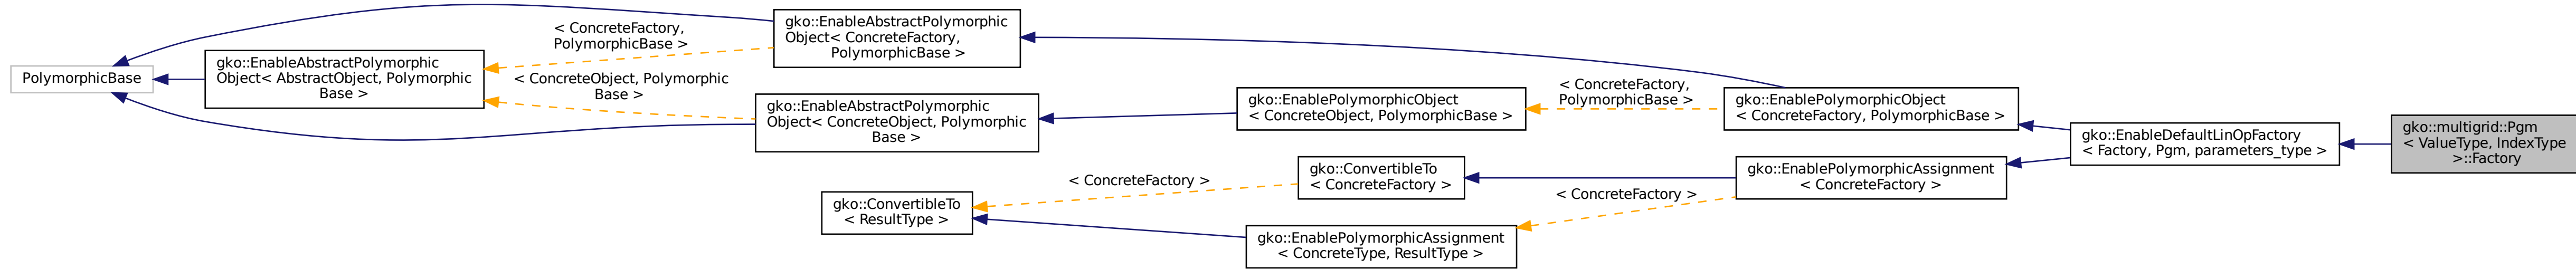 PolymorphicBase
gko::EnableAbstractPolymorphic
Object< AbstractObject, Polymorphic
Base >
< ConcreteFactory,
PolymorphicBase >
< ConcreteObject, Polymorphic
Base >
gko::EnableAbstractPolymorphic
Object< ConcreteFactory,
PolymorphicBase >
gko::EnableAbstractPolymorphic
Object< ConcreteObject, Polymorphic
Base >
gko::ConvertibleTo
< ResultType >
< ConcreteFactory >
gko::EnablePolymorphicObject
< ConcreteObject, PolymorphicBase >
gko::ConvertibleTo
< ConcreteFactory >
gko::EnablePolymorphicAssignment
< ConcreteType, ResultType >
< ConcreteFactory,
PolymorphicBase >
< ConcreteFactory >
gko::EnablePolymorphicObject
< ConcreteFactory, PolymorphicBase >
gko::EnablePolymorphicAssignment
< ConcreteFactory >
gko::EnableDefaultLinOpFactory
< Factory, Pgm, parameters_type >
gko::multigrid::Pgm
< ValueType, IndexType
>::Factory